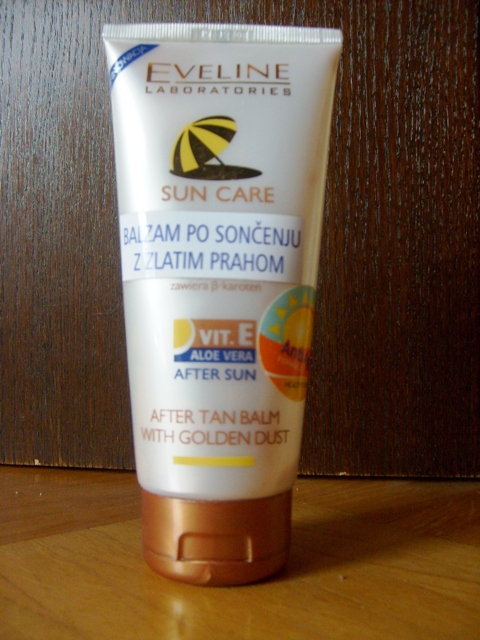 EVELINE
LABORATORIES
SUN CARE
BALZAM PO SONČENJU
Z ZLATIM PRAHOM
zawiera β-karoten
VIT. E
ALOE VERA
AFTER SUN
AFTER TAN BALM
WITH GOLDEN DUST